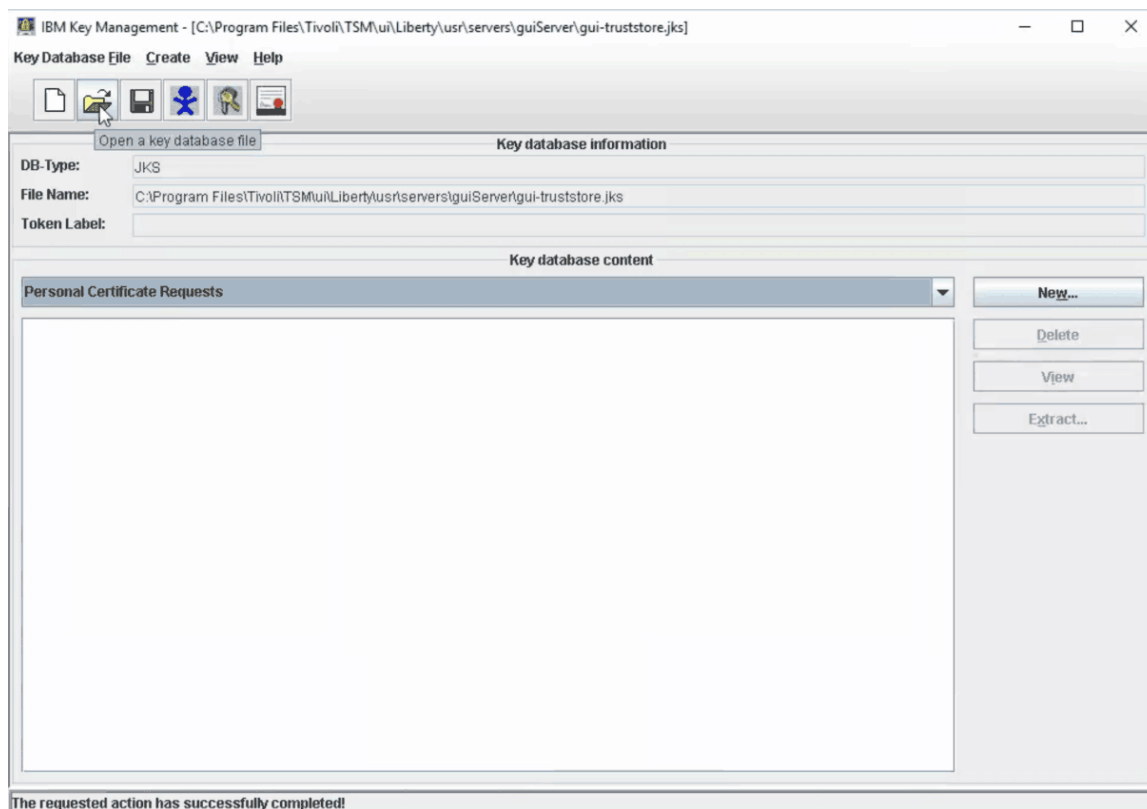 IBM Key Management - [C:\Program Files\Tivoli\TSM\ui\Liberty\usr\servers\guiServer\gui-truststore.jks]
Key Database File Create View Help
Open a key database file
Key database information
DB-Type: JKS
File Name: C:\Program Files\Tivoli\TSM\ui\Liberty\usr\servers\guiServer\gui-truststore.jks
Token Label:
Key database content
Personal Certificate Requests
New...
Delete
View
Extract...
The requested action has successfully completed!